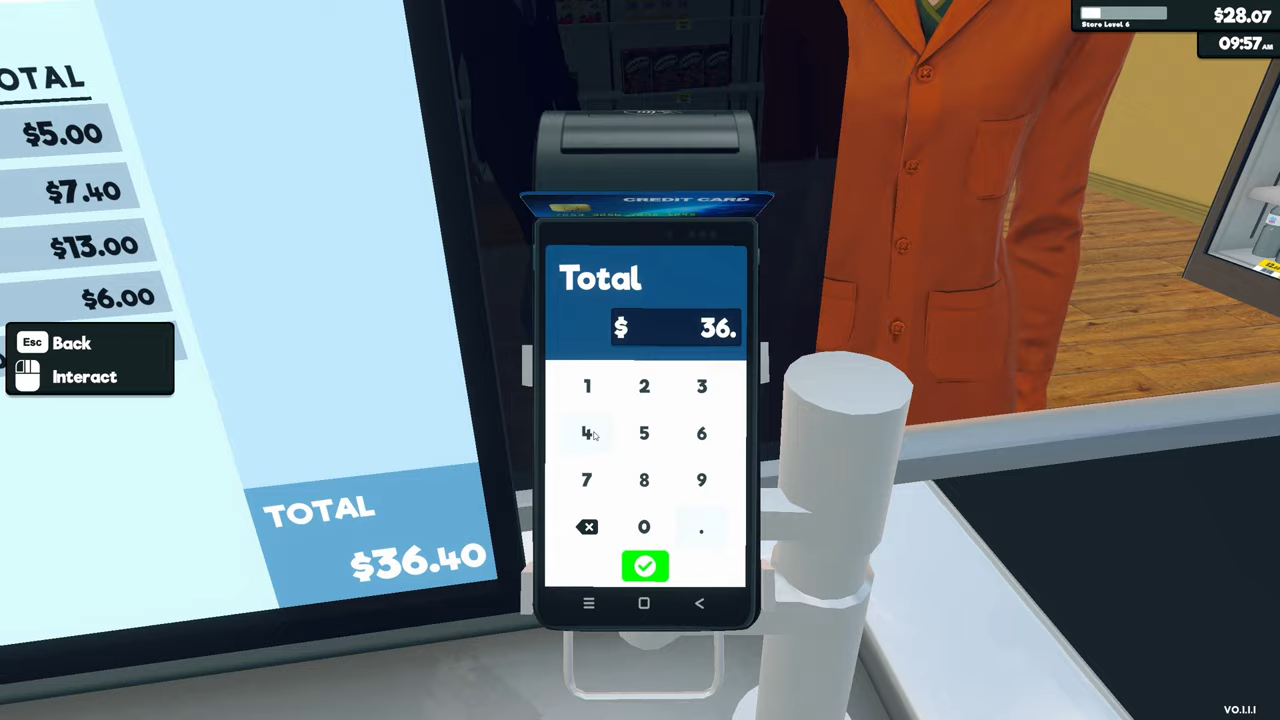 Store Level 6
$28.07
09:57AM
OTAL
$5.00
$7.40
$13.00
$6.00
Esc Back
Interact
TOTAL
$36.40
CREDIT CARD
Total
$ 36.
1 2 3
4 5 6
7 8 9
0 .
V0.1.1.1